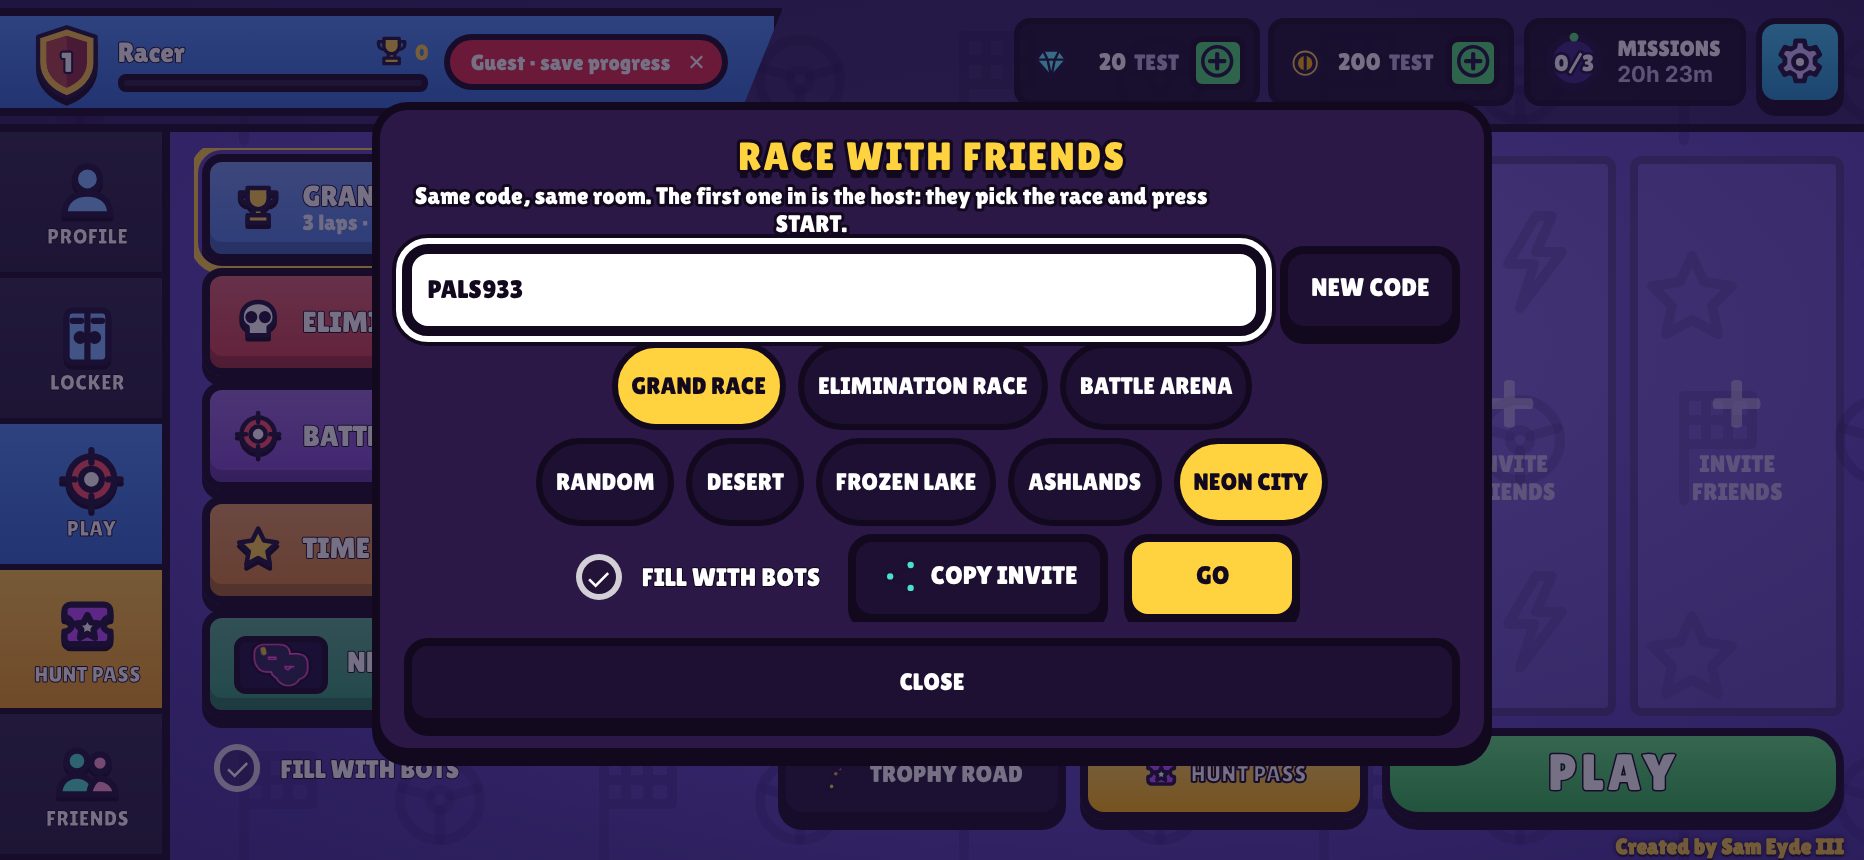 1
Racer
0
Guest · save progress
20 TEST
200 TEST
0/3
MISSIONS
20h 23m
PROFILE
LOCKER
PLAY
HUNT PASS
FRIENDS
3 laps ·
RACE WITH FRIENDS
Same code, same room. The first one in is the host: they pick the race and press
START.
PALS933
NEW CODE
GRAND RACE
ELIMINATION RACE
BATTLE ARENA
RANDOM
DESERT
FROZEN LAKE
ASHLANDS
NEON CITY
FILL WITH BOTS
COPY INVITE
GO
CLOSE
TIME
INVITE
FRIENDS
FILL WITH BOTS
TROPHY ROAD
HUNT PASS
PLAY
Created by Sam Eyde III